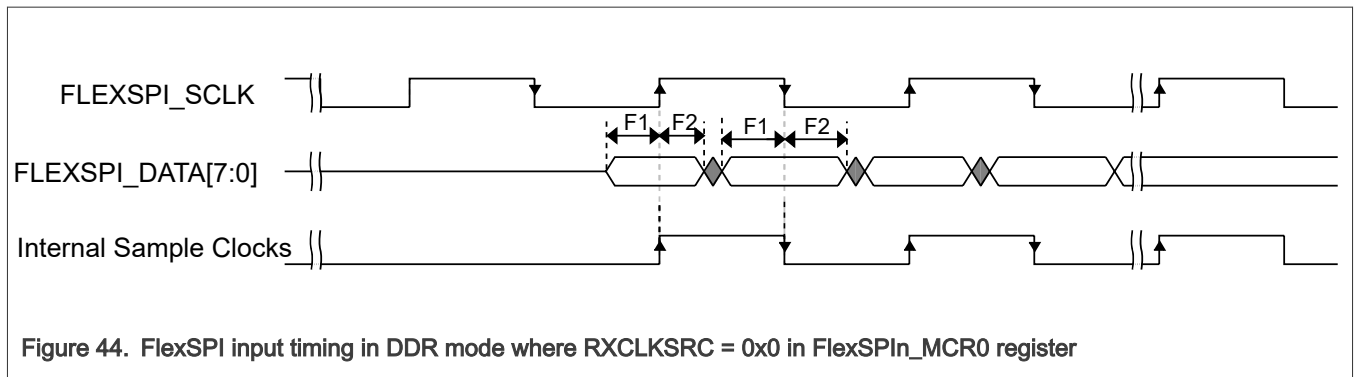 FLEXSPI_SCLK
F1 F2 F1 F2
FLEXSPI_DATA[7:0]
Internal Sample Clocks
Figure 44. FlexSPI input timing in DDR mode where RXCLKSRC = 0x0 in FlexSPIn_MCR0 register